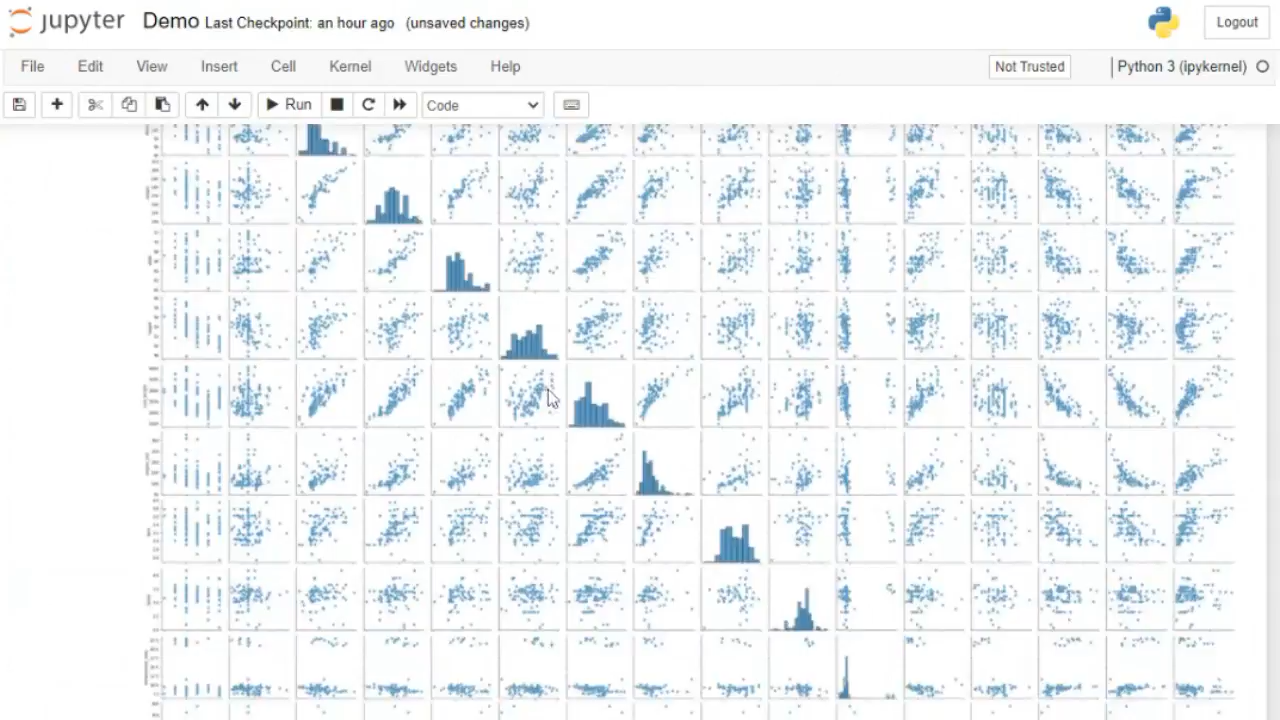 jupyter Demo Last Checkpoint: an hour ago (unsaved changes) Logout
File Edit View Insert Cell Kernel Widgets Help Not Trusted Python 3 (ipykernel)
Run Code